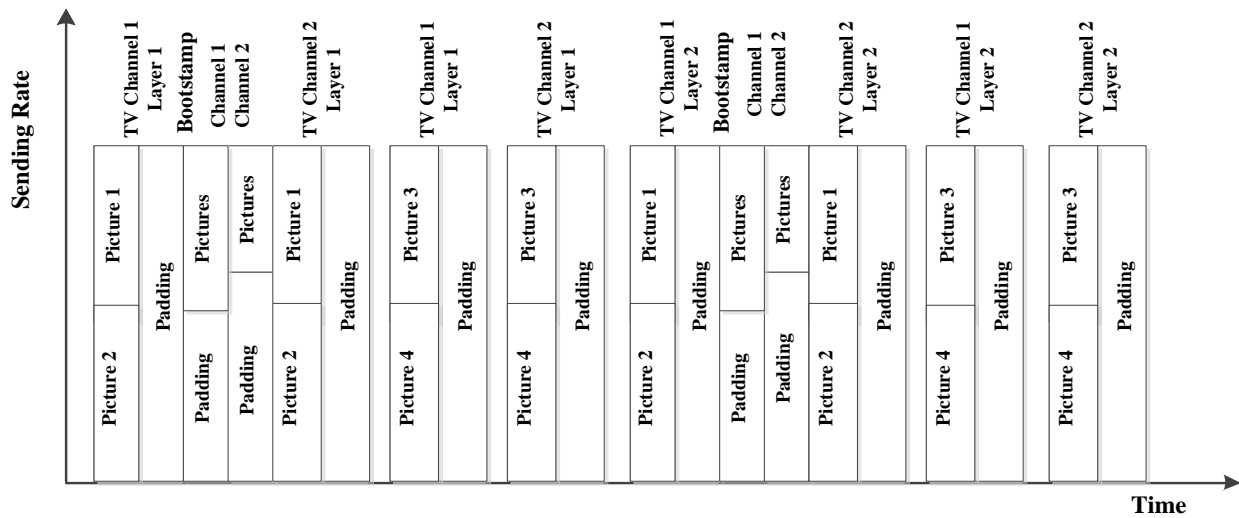 Sending Rate
TV Channel 1
Layer 1
Bootstamp
Channel 1
Channel 2
TV Channel 2
Layer 1
TV Channel 1
Layer 1
TV Channel 2
Layer 1
TV Channel 1
Layer 2
Bootstamp
Channel 1
Channel 2
TV Channel 2
Layer 2
TV Channel 1
Layer 2
TV Channel 2
Layer 2
Picture 1
Picture 2
Padding
Pictures
Padding
Pictures
Padding
Picture 1
Picture 2
Padding
Picture 3
Picture 4
Padding
Picture 3
Picture 4
Padding
Picture 1
Picture 2
Padding
Pictures
Padding
Pictures
Padding
Picture 1
Picture 2
Padding
Picture 3
Picture 4
Padding
Picture 3
Picture 4
Padding
Time